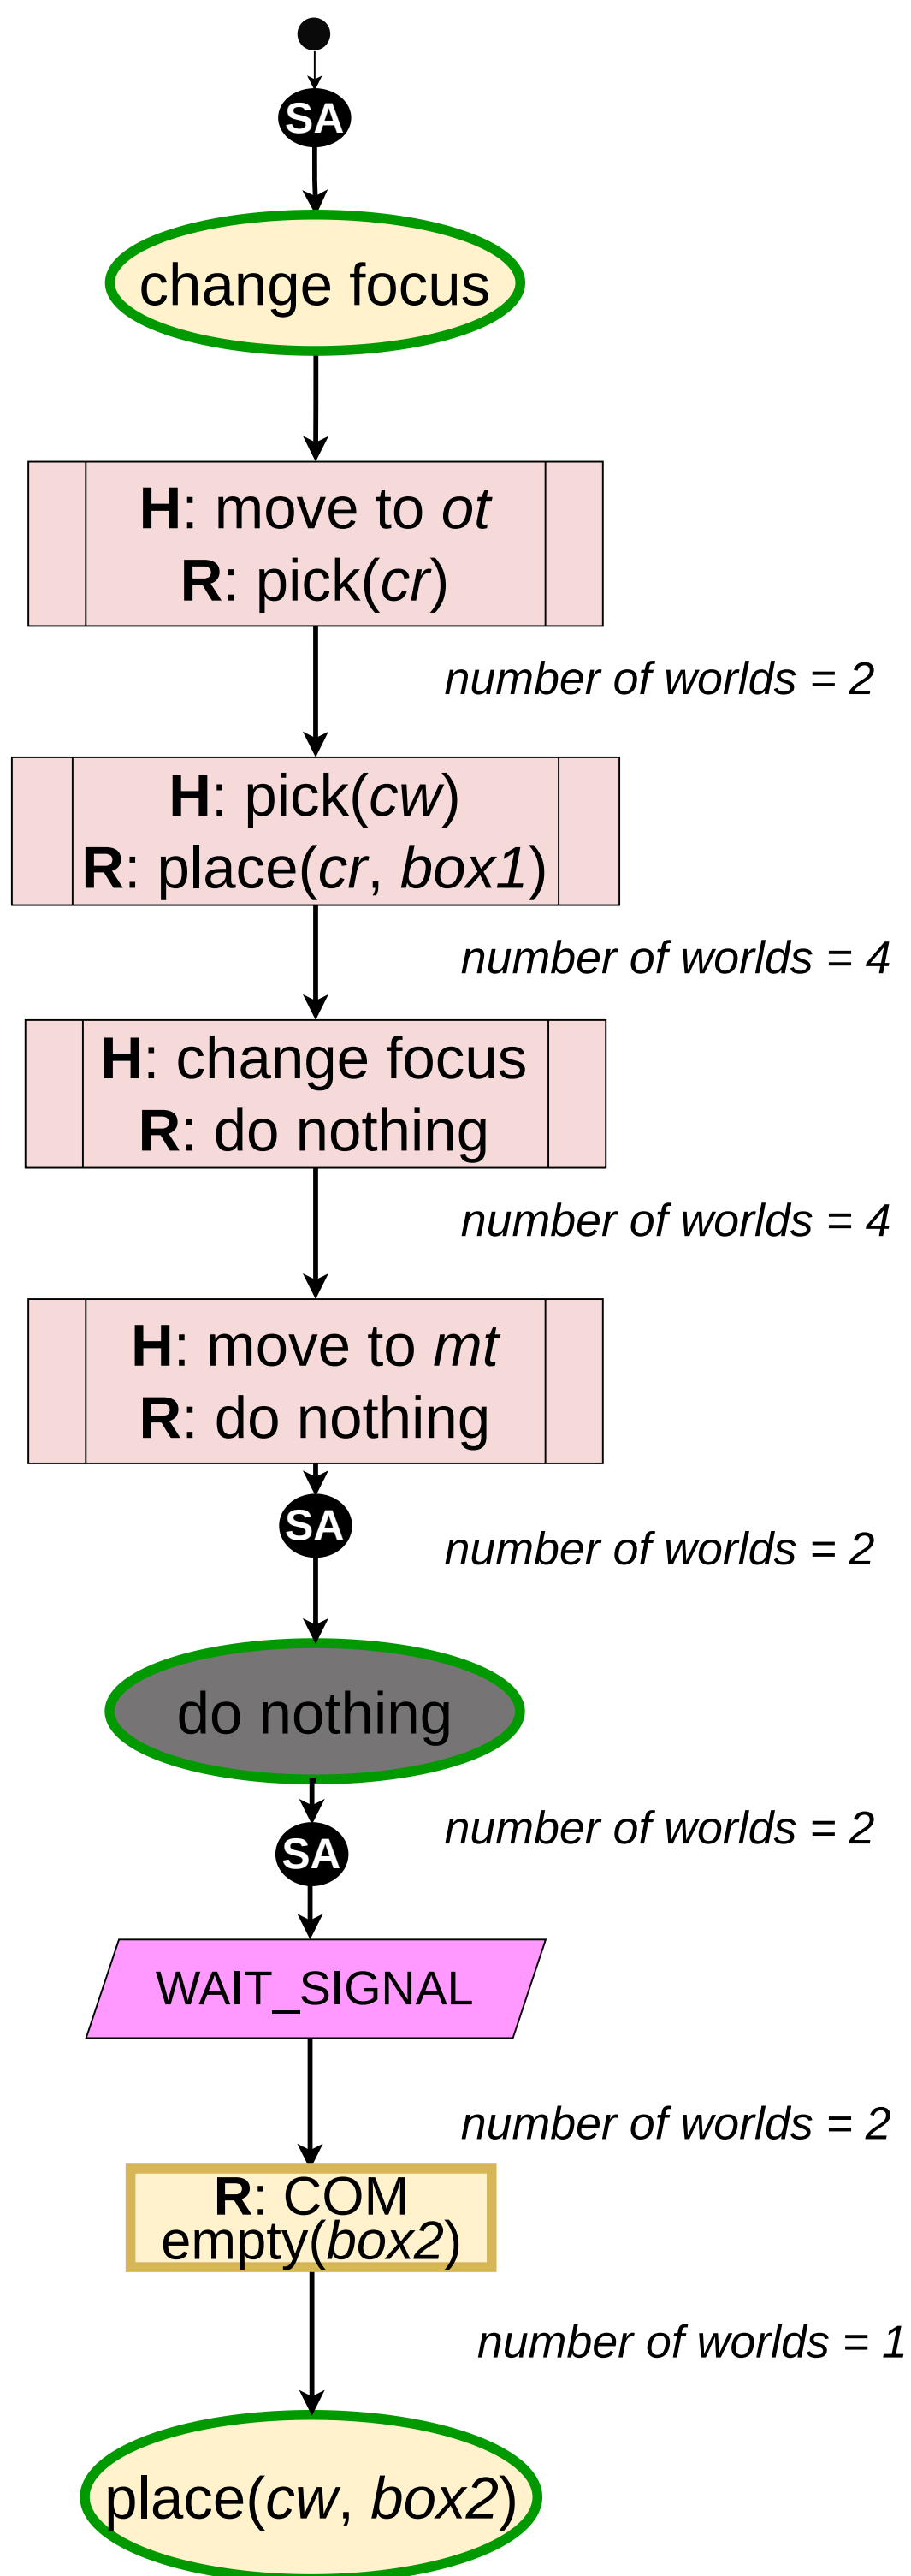 SA
change focus
H: move to ot
R: pick(cr)
number of worlds = 2
H: pick(cw)
R: place(cr, box1)
number of worlds = 4
H: change focus
R: do nothing
number of worlds = 4
H: move to mt
R: do nothing
SA
number of worlds = 2
do nothing
number of worlds = 2
SA
WAIT_SIGNAL
number of worlds = 2
R: COM
empty(box2)
number of worlds = 1
place(cw, box2)